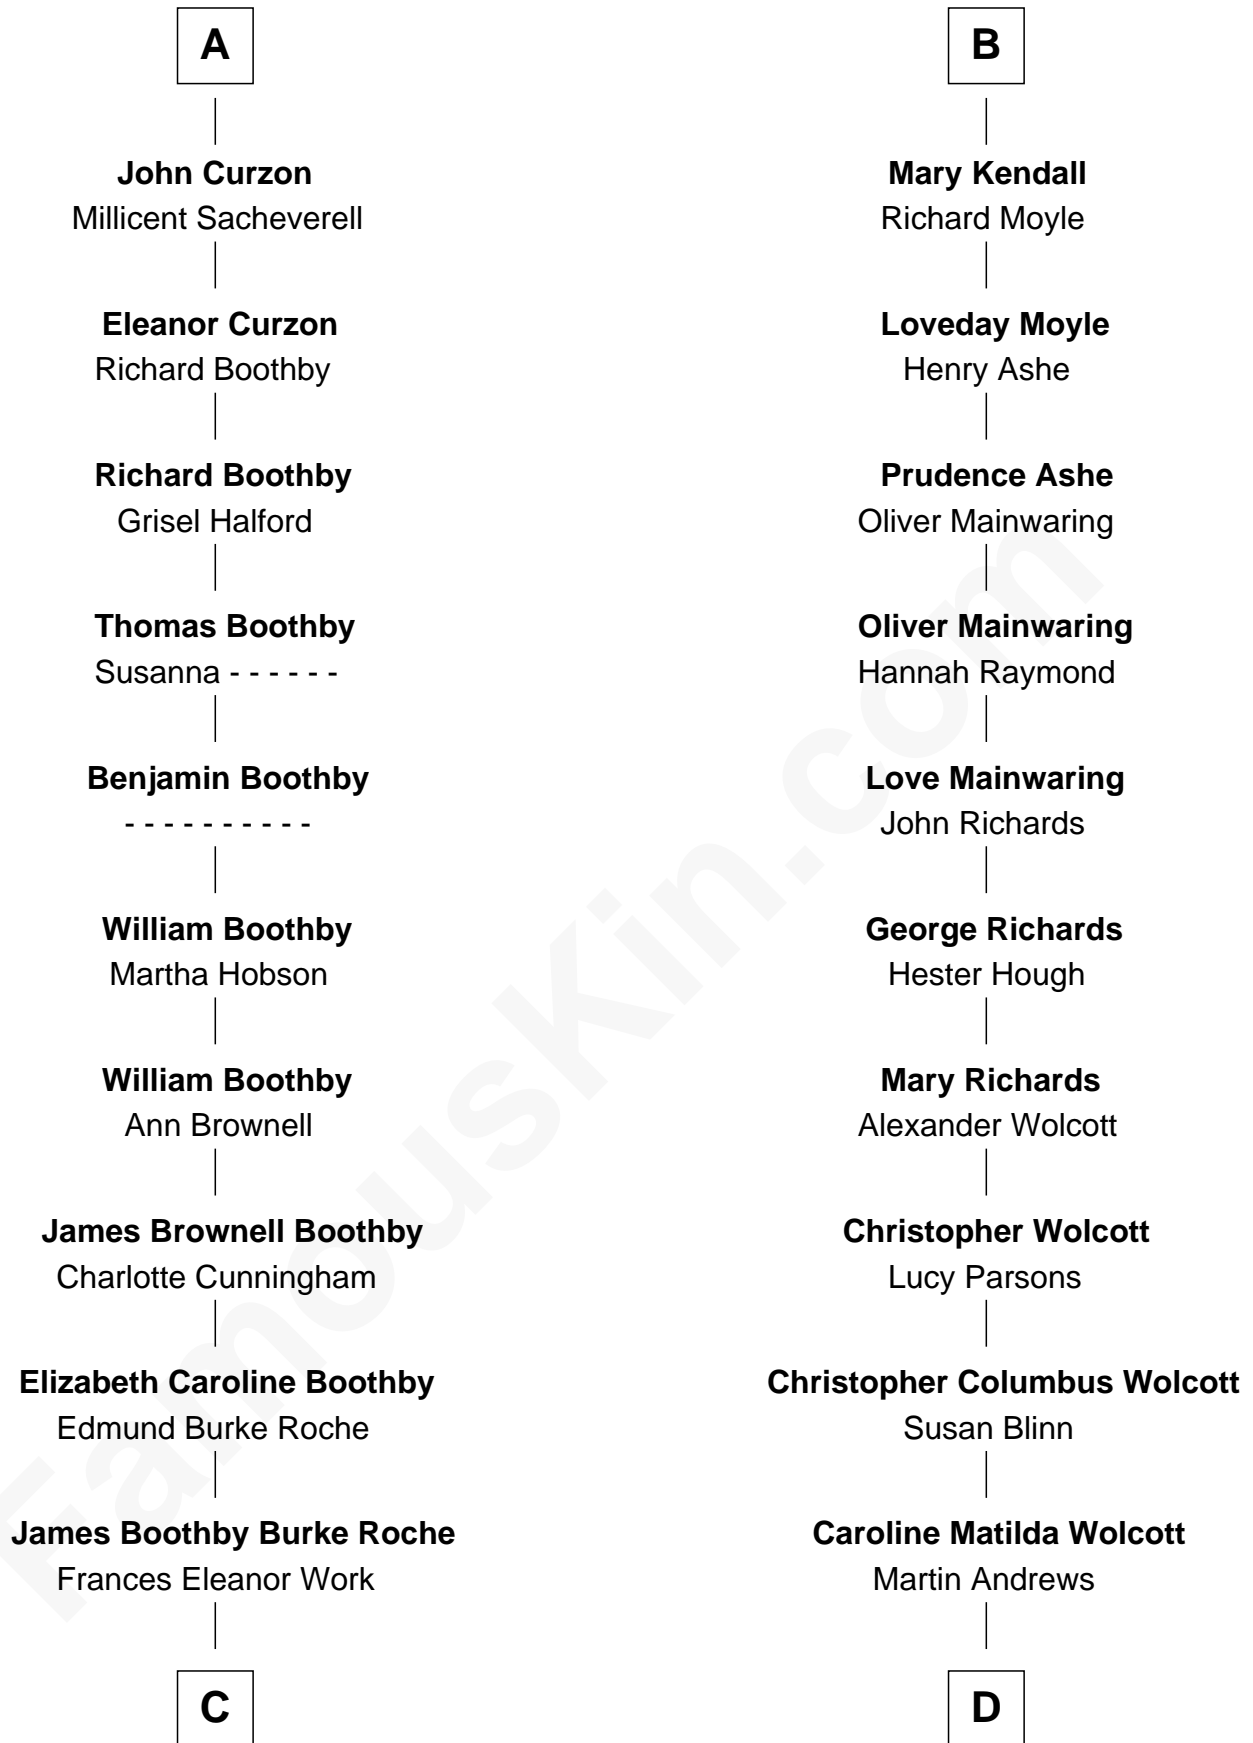 A
John Curzon
Millicent Sacheverell
Eleanor Curzon
Richard Boothby
Richard Boothby
Grisel Halford
Thomas Boothby
Susanna - - - - - -
Benjamin Boothby
- - - - - - - - - -
William Boothby
Martha Hobson
William Boothby
Ann Brownell
James Brownell Boothby
Charlotte Cunningham
Elizabeth Caroline Boothby
Edmund Burke Roche
James Boothby Burke Roche
Frances Eleanor Work
C
B
Mary Kendall
Richard Moyle
Loveday Moyle
Henry Ashe
Prudence Ashe
Oliver Mainwaring
Oliver Mainwaring
Hannah Raymond
Love Mainwaring
John Richards
George Richards
Hester Hough
Mary Richards
Alexander Wolcott
Christopher Wolcott
Lucy Parsons
Christopher Columbus Wolcott
Susan Blinn
Caroline Matilda Wolcott
Martin Andrews
D
FamousKin.com